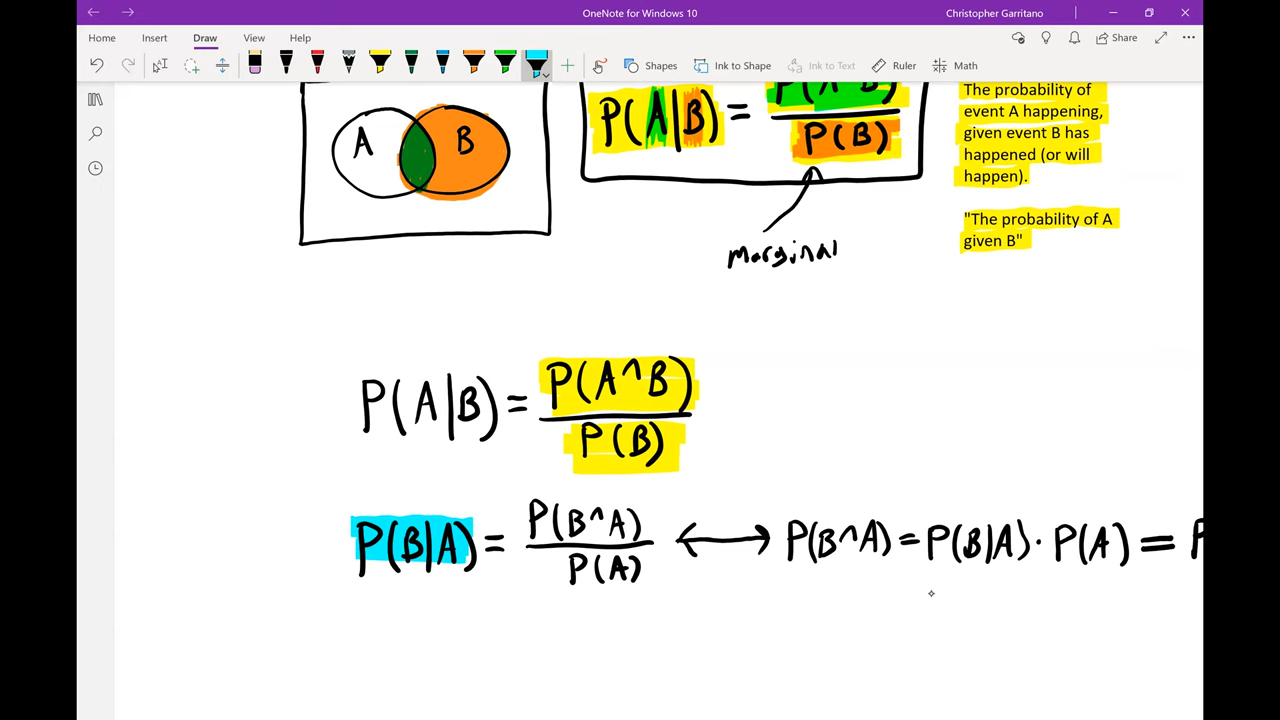 OneNote for Windows 10
Christopher Garritano
Home Insert Draw View Help
Share
Shapes Ink to Shape Ink to Text Ruler Math
The probability of
event A happening,
given event B has
happened (or will
happen).
"The probability of A
given B"
A B
P(A|B) = P(A^B)
P(B)
marginal
P(A|B) = P(A^B)
P(B)
P(B|A) = P(B^A) ⟷ P(B^A) = P(B|A) · P(A) = P
P(A)